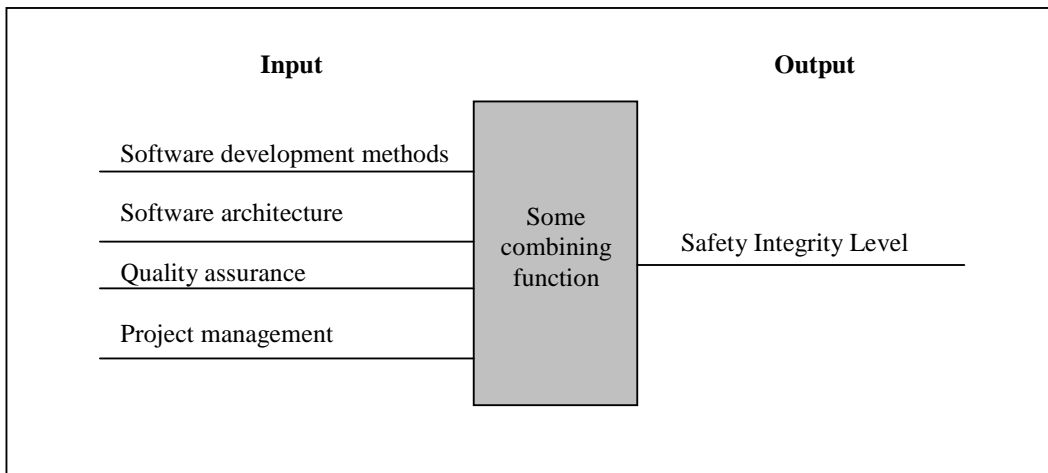 Input
Output
Software development methods
Software architecture
Quality assurance
Project management
Some
combining
function
Safety Integrity Level